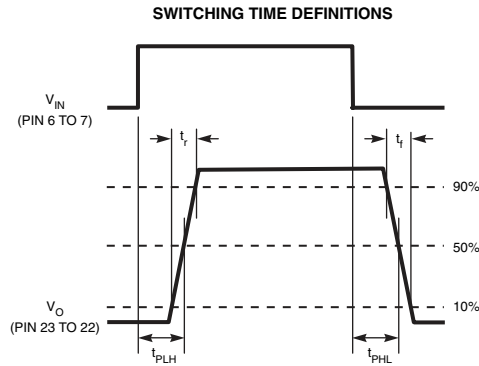 SWITCHING TIME DEFINITIONS
V_IN
(PIN 6 TO 7)
t_r
t_f
90%
50%
10%
V_O
(PIN 23 TO 22)
t_PLH
t_PHL